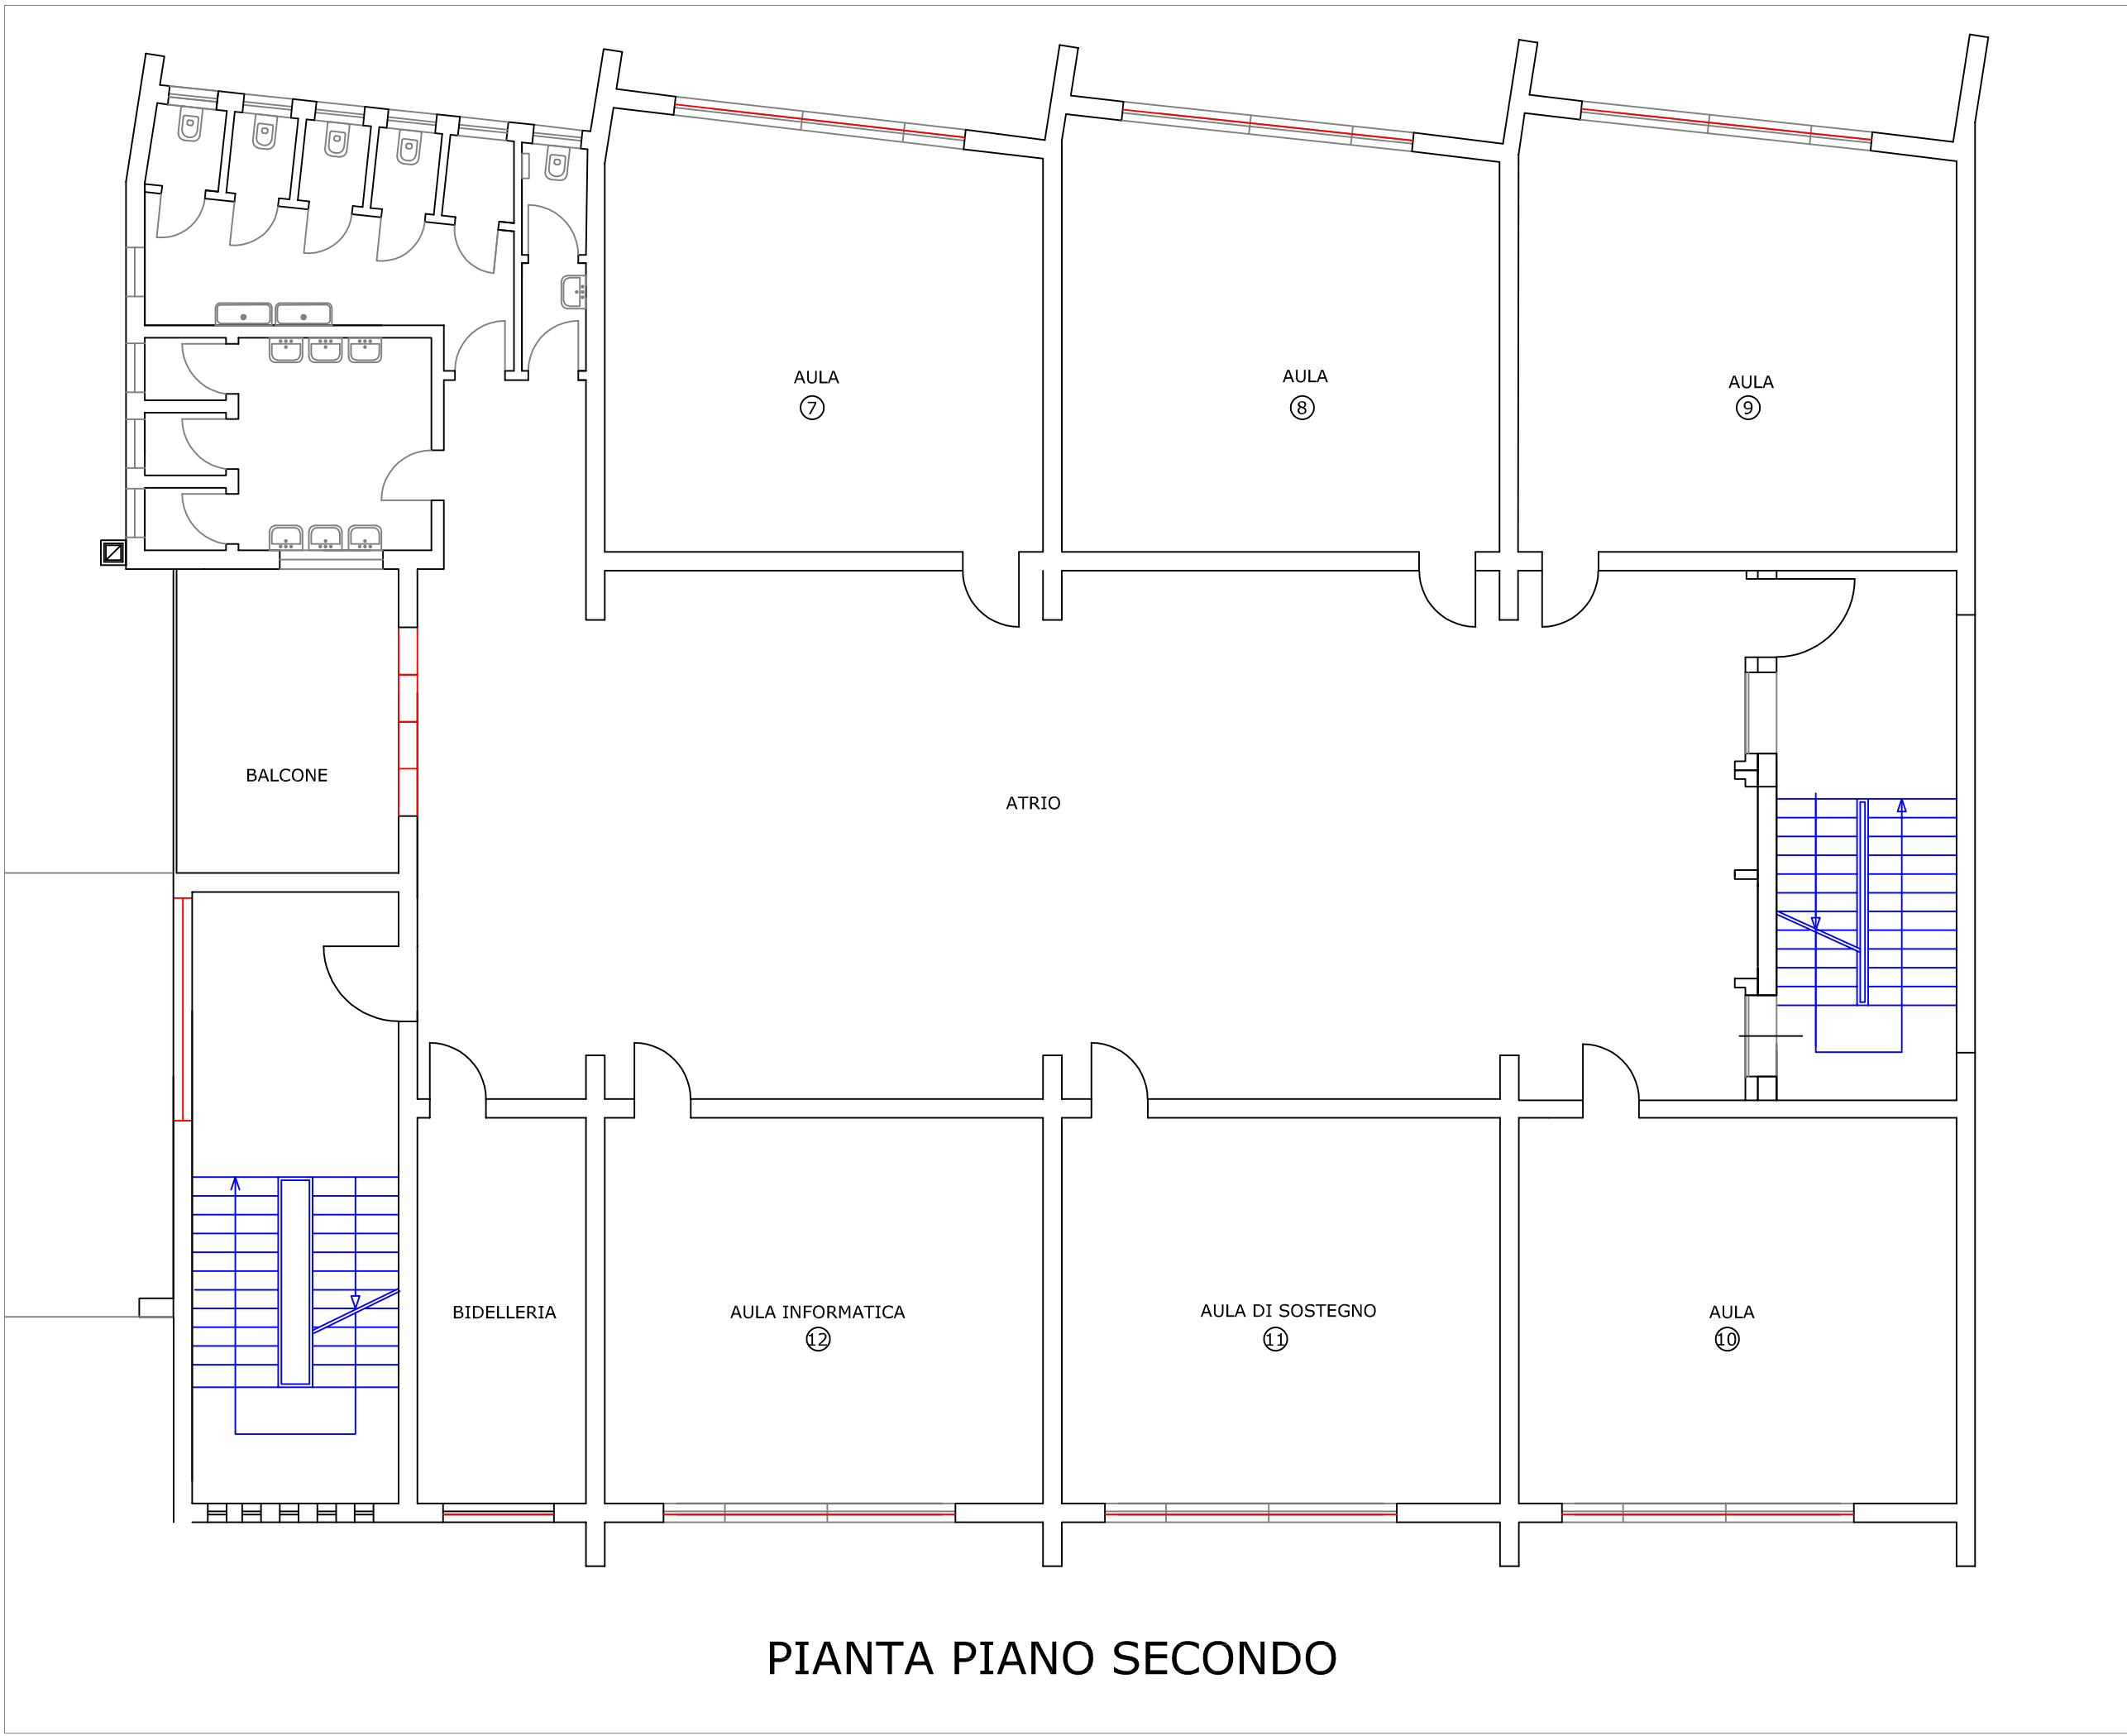 AULA
7
AULA
8
AULA
9
BALCONE
ATRIO
BIDELLERIA
AULA INFORMATICA
12
AULA DI SOSTEGNO
11
AULA
10
PIANTA PIANO SECONDO